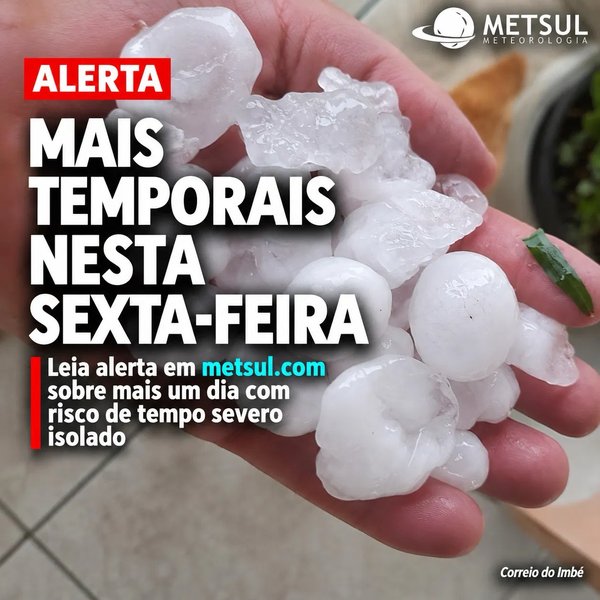 METSUL
METEOROLOGIA
ALERTA
MAIS
TEMPORAIS
NESTA
SEXTA-FEIRA
Leia alerta em metsul.com
sobre mais um dia com
risco de tempo severo
isolado
Correio do Imbé